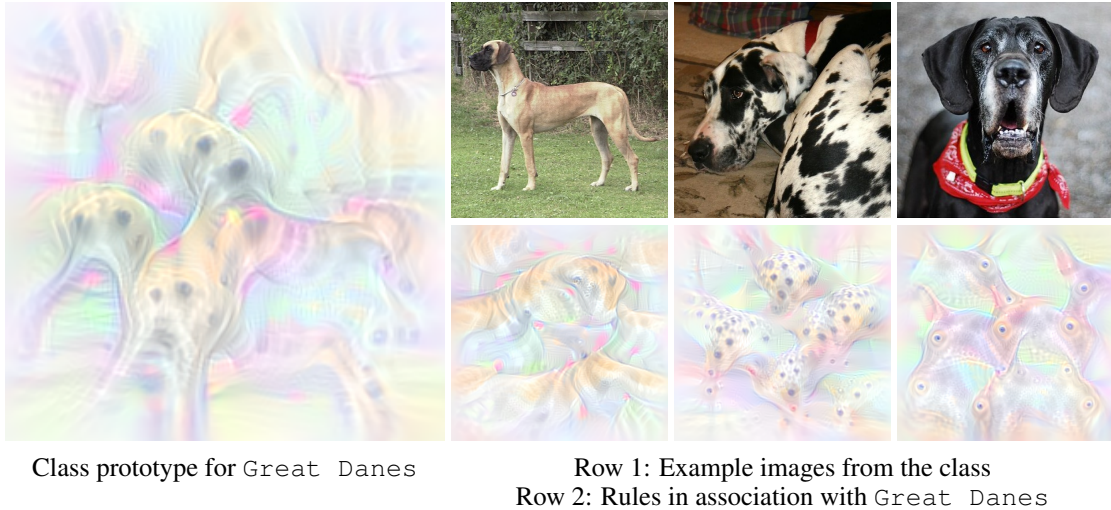 Class prototype for Great Danes
Row 1: Example images from the class
Row 2: Rules in association with Great Danes